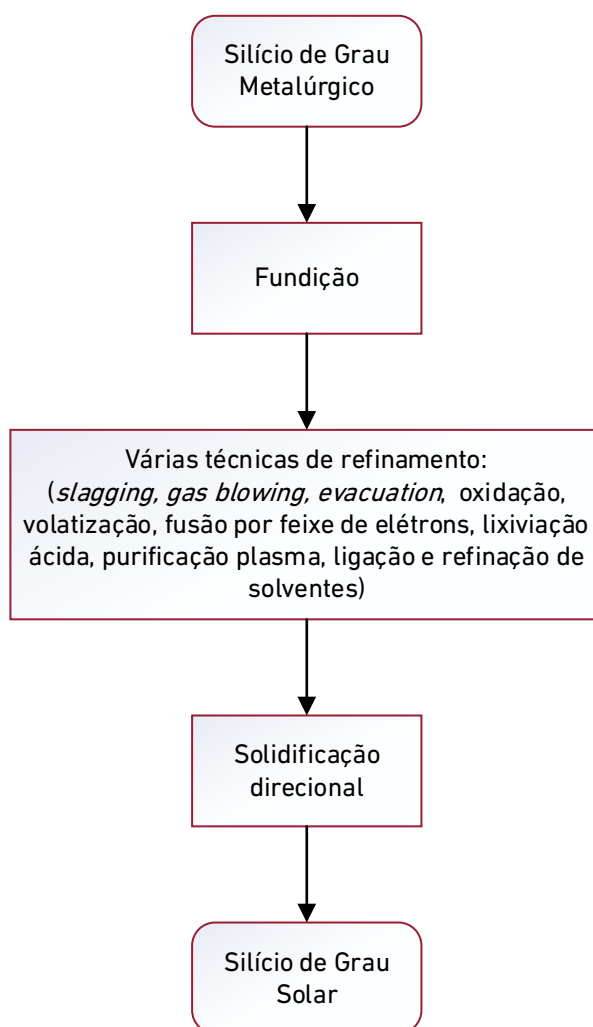 Silício de Grau
Metalúrgico
Fundição
Várias técnicas de refinamento:
(slagging, gas blowing, evacuation, oxidação,
volatização, fusão por feixe de elétrons, lixiviação
ácida, purificação plasma, ligação e refinação de
solventes)
Solidificação
direcional
Silício de Grau
Solar